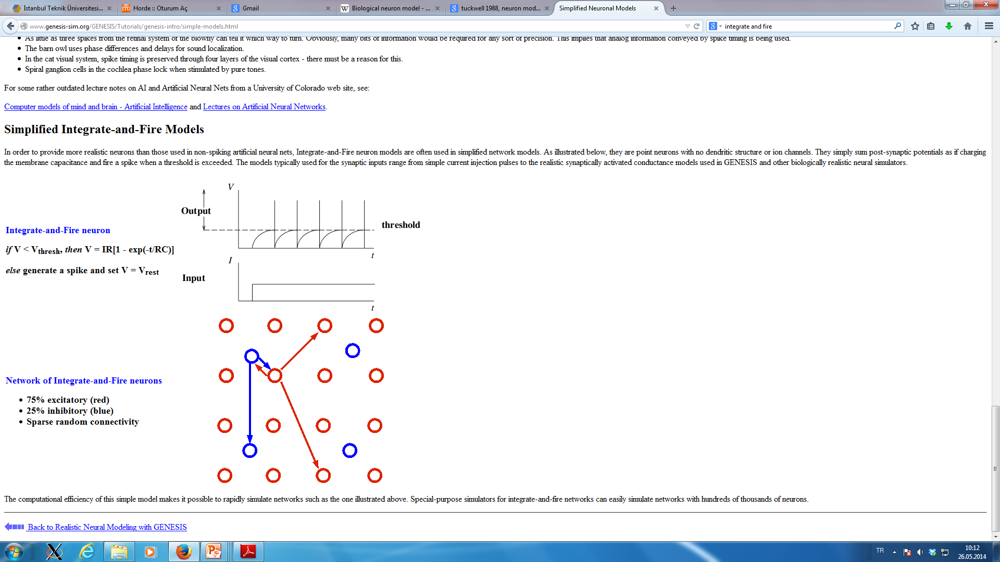 İstanbul Teknik Üniversitesi...
Horde :: Oturum Aç
Gmail
Biological neuron model - ...
tuckwell 1988, neuron mod...
Simplified Neuronal Models
www.genesis-sim.org/GENESIS/Tutorials/genesis-intro/simple-models.html
integrate and fire
As little as three spikes from the retinal system of the blowfly can tell it which way to turn. Obviously, many bits of information would be required for any sort of precision. This implies that analog information conveyed by spike timing is being used.
The barn owl uses phase differences and delays for sound localization.
In the cat visual system, spike timing is preserved through four layers of the visual cortex - there must be a reason for this.
Spiral ganglion cells in the cochlea phase lock when stimulated by pure tones.
For some rather outdated lecture notes on AI and Artificial Neural Nets from a University of Colorado web site, see:
Computer models of mind and brain - Artificial Intelligence and Lectures on Artificial Neural Networks.
Simplified Integrate-and-Fire Models
In order to provide more realistic neurons than those used in non-spiking artificial neural nets, Integrate-and-Fire neuron models are often used in simplified network models. As illustrated below, they are point neurons with no dendritic structure or ion channels. They simply sum post-synaptic potentials as if charging
the membrane capacitance and fire a spike when a threshold is exceeded. The models typically used for the synaptic inputs range from simple current injection pulses to the realistic synaptically activated conductance models used in GENESIS and other biologically realistic neural simulators.
V
Output
threshold
Integrate-and-Fire neuron
if V < Vthresh, then V = IR[1 - exp(-t/RC)]
t
I
else generate a spike and set V = Vrest
Input
t
Network of Integrate-and-Fire neurons
75% excitatory (red)
25% inhibitory (blue)
Sparse random connectivity
The computational efficiency of this simple model makes it possible to rapidly simulate networks such as the one illustrated above. Special-purpose simulators for integrate-and-fire networks can easily simulate networks with hundreds of thousands of neurons.
Back to Realistic Neural Modeling with GENESIS
TR
10:12
26.05.2014